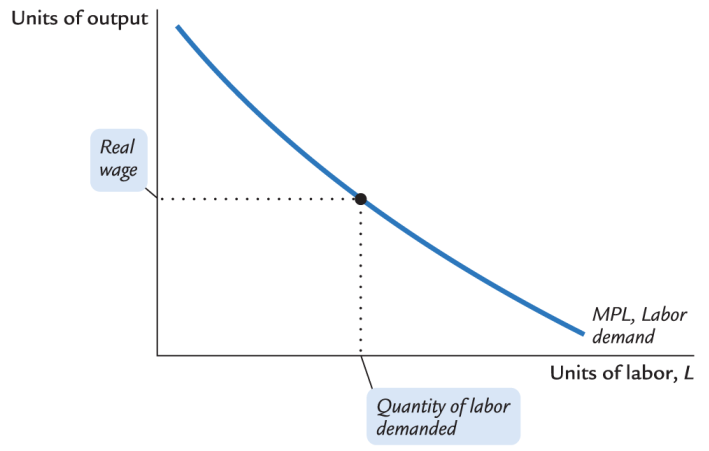 Units of output
Real
wage
MPL, Labor
demand
Units of labor, L
Quantity of labor
demanded